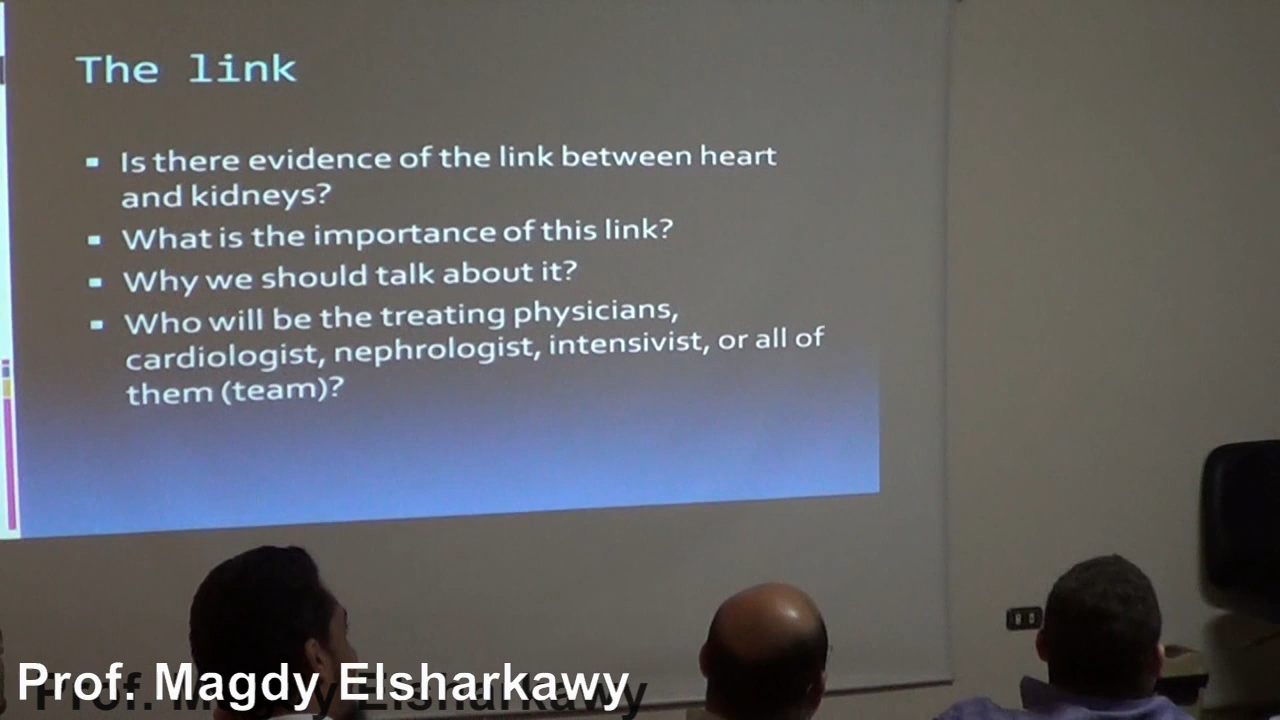 The link
▪ Is there evidence of the link between heart
and kidneys?
▪ What is the importance of this link?
▪ Why we should talk about it?
▪ Who will be the treating physicians,
cardiologist, nephrologist, intensivist, or all of
them (team)?
Prof. Magdy Elsharkawy